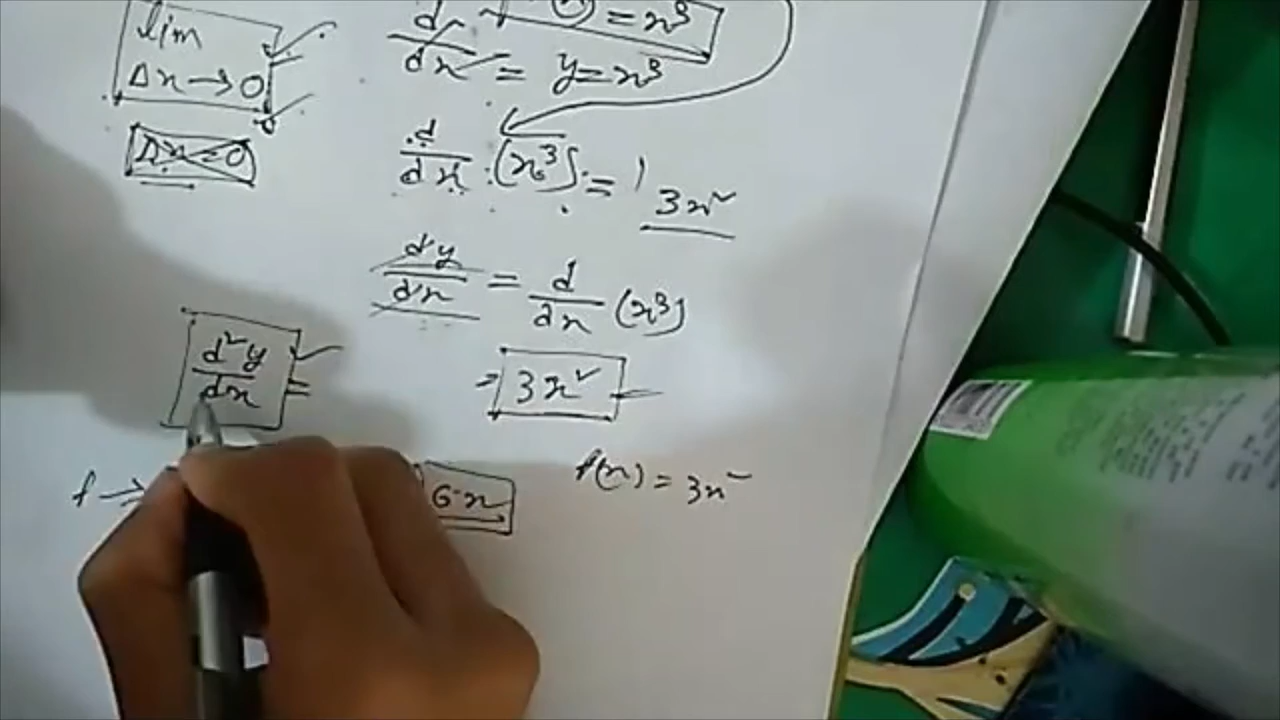 lim
Δx→0
Δx=0
d/dx = x³
= y=x³
d/dx (x³) = 3x²
dy/dx = d/dx (x³)
= 3x²
d²y/dx =
f → 6x
f(x) = 3x²